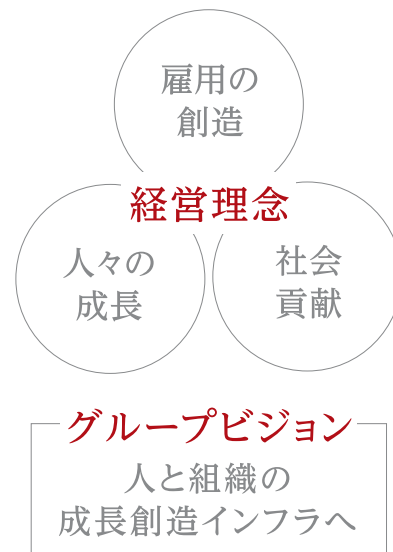 雇用の
創造
経営理念
人々の
成長
社会
貢献
グループビジョン
人と組織の
成長創造インフラへ